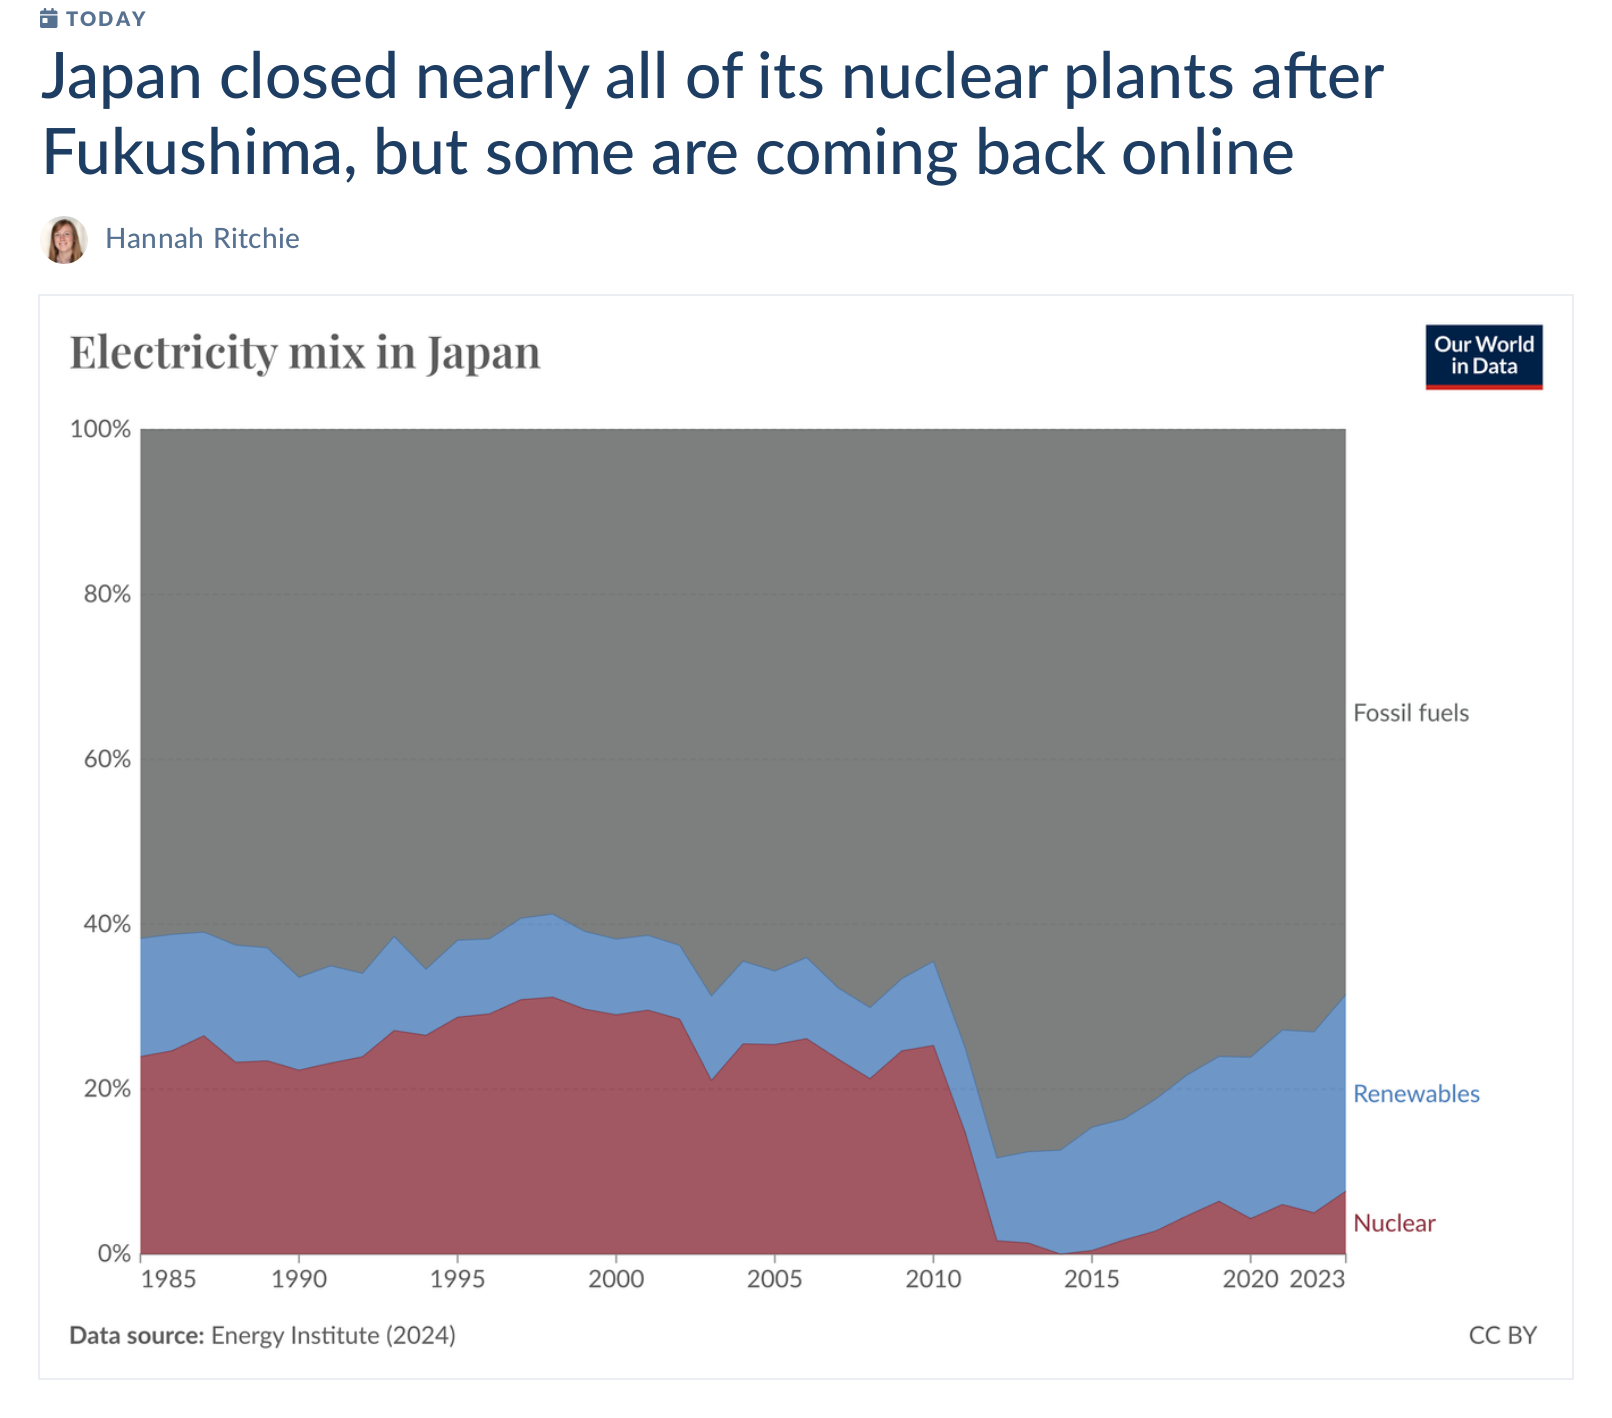 TODAY
Japan closed nearly all of its nuclear plants after
Fukushima, but some are coming back online
Hannah Ritchie
Electricity mix in Japan
Our World
in Data
100%
80%
60%
40%
20%
0%
Fossil fuels
Renewables
Nuclear
1985 1990 1995 2000 2005 2010 2015 2020 2023
Data source: Energy Institute (2024)
CC BY